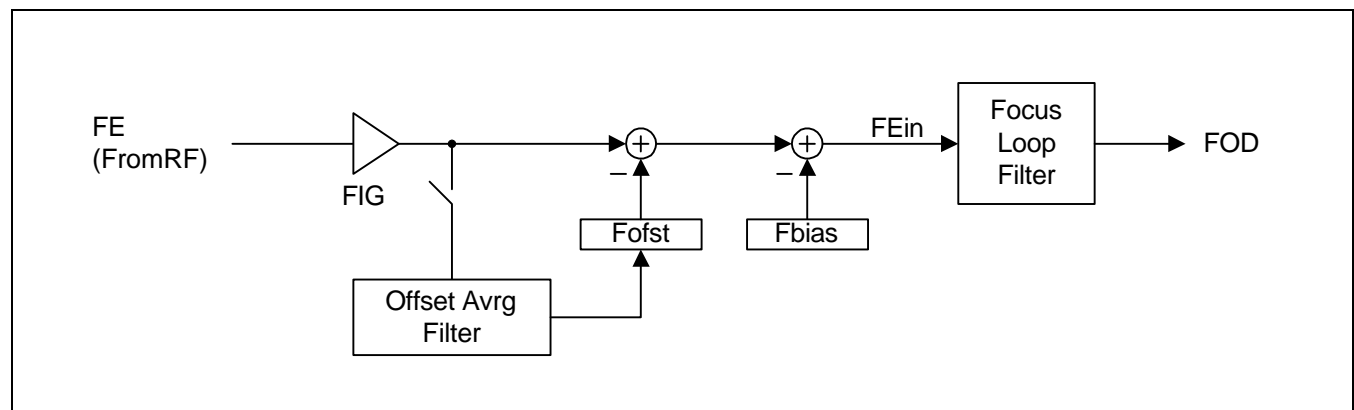 FE
(FromRF)
FIG
Offset Avrg
Filter
+
–
Fofst
+
–
Fbias
FEin
Focus
Loop
Filter
FOD